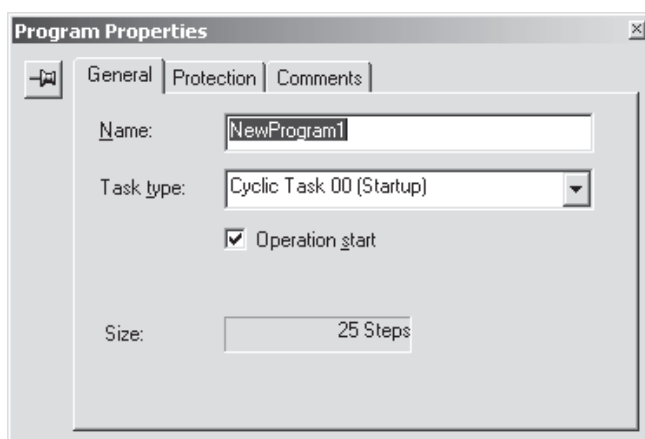 Program Properties
General Protection Comments
Name: NewProgram1
Task type: Cyclic Task 00 (Startup)
Operation start
Size: 25 Steps